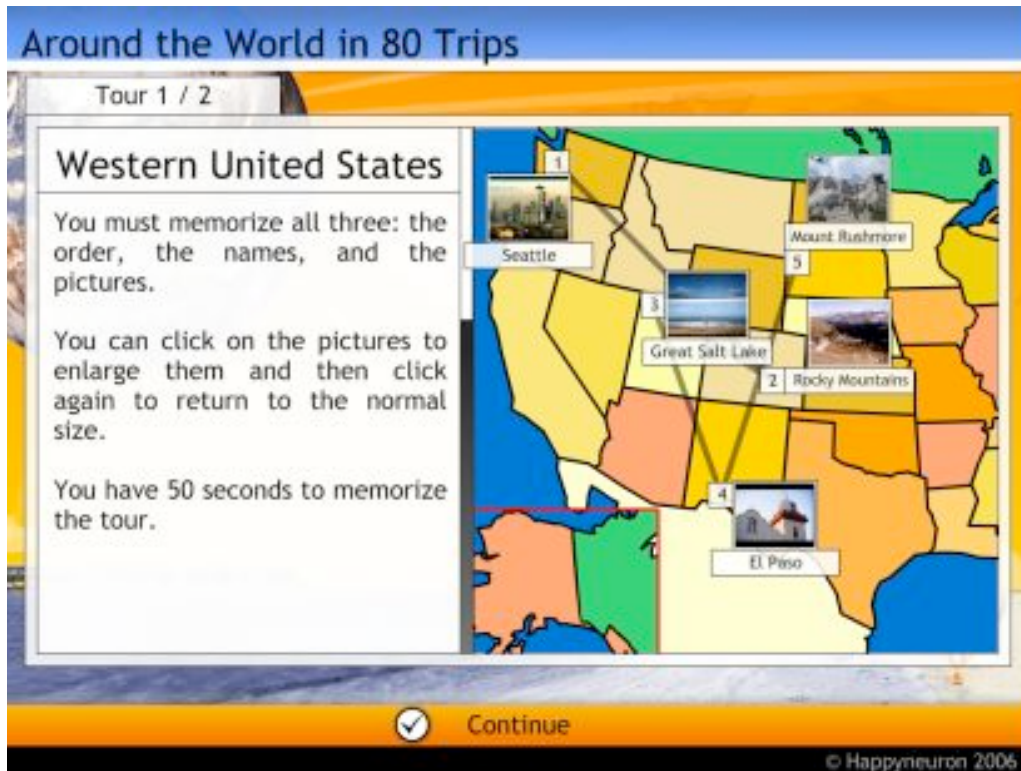 Around the World in 80 Trips
Tour 1 / 2
Western United States
You must memorize all three: the
order, the names, and the
pictures.
You can click on the pictures to
enlarge them and then click
again to return to the normal
size.
You have 50 seconds to memorize
the tour.
1
Seattle
Mount Rushmore
5
3
Great Salt Lake
2
Rocky Mountains
4
El Paso
Continue
© Happyneuron 2006